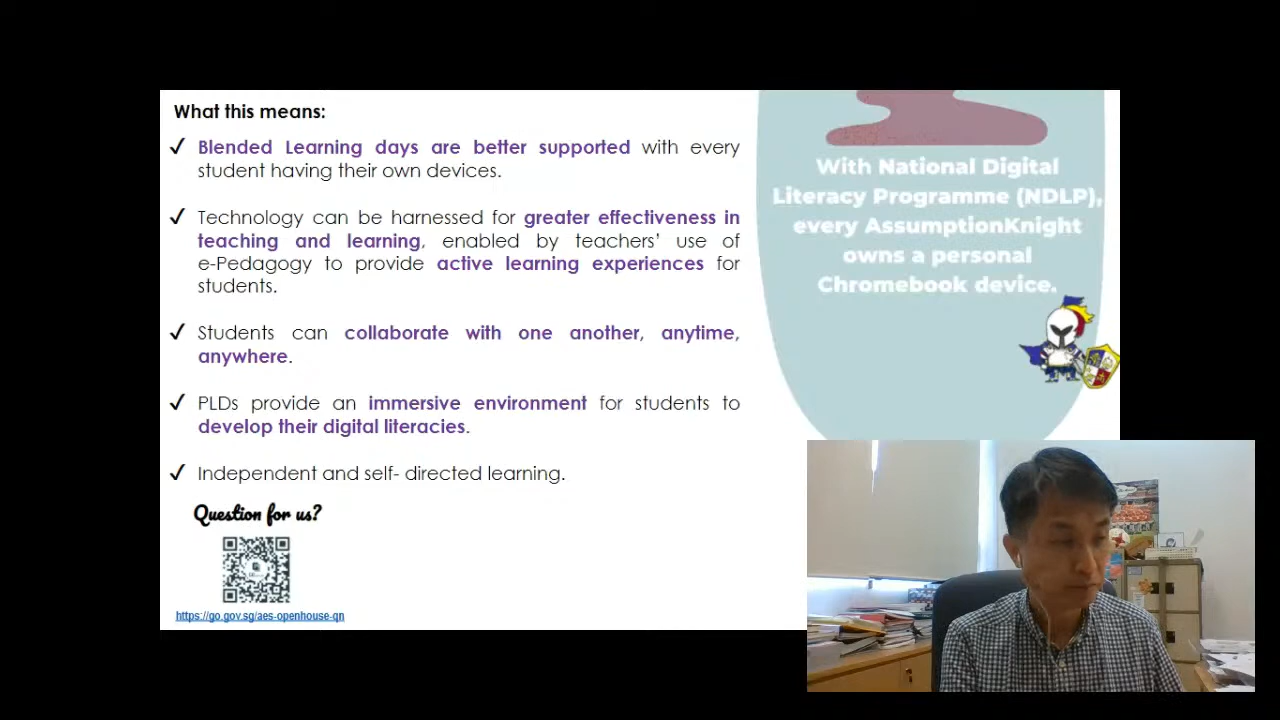 What this means:
✓ Blended Learning days are better supported with every
student having their own devices.
✓ Technology can be harnessed for greater effectiveness in
teaching and learning, enabled by teachers' use of
e-Pedagogy to provide active learning experiences for
students.
✓ Students can collaborate with one another, anytime,
anywhere.
✓ PLDs provide an immersive environment for students to
develop their digital literacies.
✓ Independent and self- directed learning.
Question for us?
https://go.gov.sg/aes-openhouse-qn
With National Digital
Literacy Programme (NDLP),
every AssumptionKnight
owns a personal
Chromebook device.